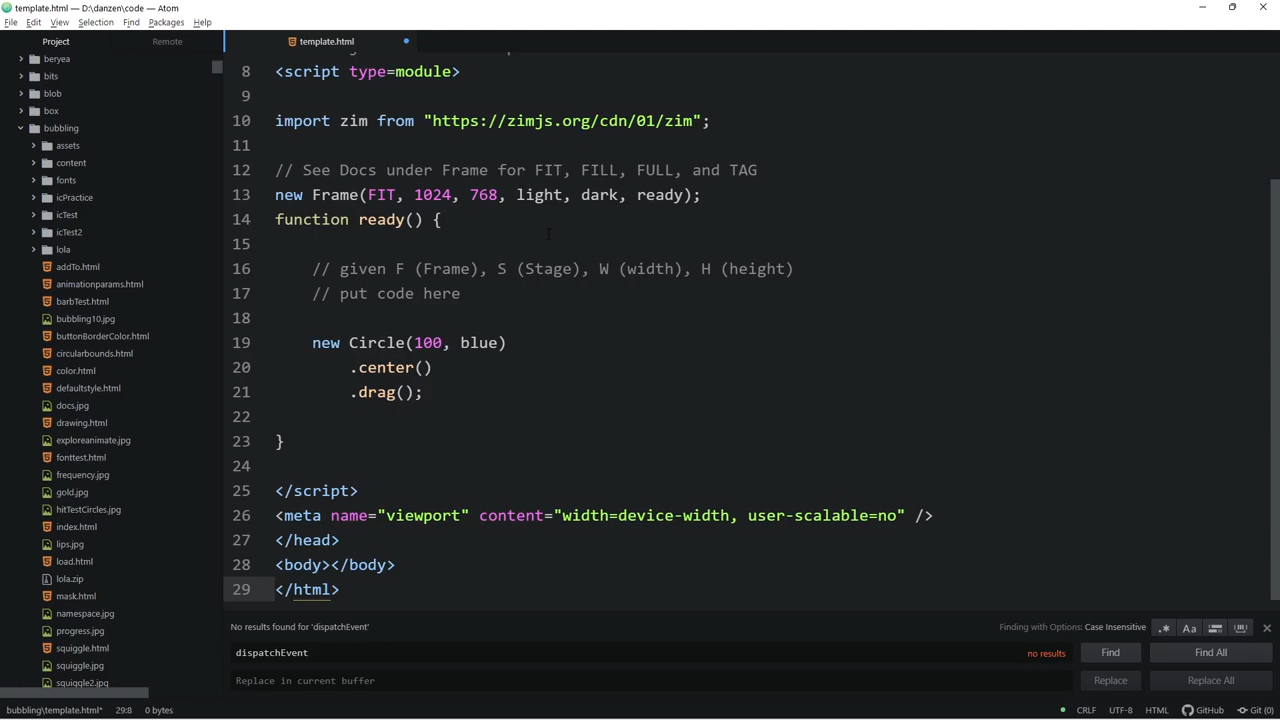 template.html — D:\danzen\code — Atom
File Edit View Selection Find Packages Help
Project Remote
template.html
beryea
bits
blob
box
bubbling
assets
content
fonts
icPractice
icTest
icTest2
lola
addTo.html
animationparams.html
barbTest.html
bubbling10.jpg
buttonBorderColor.html
circularbounds.html
color.html
defaultstyle.html
docs.jpg
drawing.html
exploreanimate.jpg
fonttest.html
frequency.jpg
gold.jpg
hitTestCircles.jpg
index.html
lips.jpg
load.html
lola.zip
mask.html
namespace.jpg
progress.jpg
squiggle.html
squiggle.jpg
squiggle2.jpg
8 <script type=module>
9
10 import zim from "https://zimjs.org/cdn/01/zim";
11
12 // See Docs under Frame for FIT, FILL, FULL, and TAG
13 new Frame(FIT, 1024, 768, light, dark, ready);
14 function ready() {
15
16 // given F (Frame), S (Stage), W (width), H (height)
17 // put code here
18
19 new Circle(100, blue)
20 .center()
21 .drag();
22
23 }
24
25 </script>
26 <meta name="viewport" content="width=device-width, user-scalable=no" />
27 </head>
28 <body></body>
29 </html>
No results found for 'dispatchEvent' Finding with Options: Case Insensitive .* Aa
dispatchEvent no results Find Find All
Replace in current buffer Replace Replace All
bubbling\template.html* 29:8 0 bytes CRLF UTF-8 HTML GitHub Git (0)